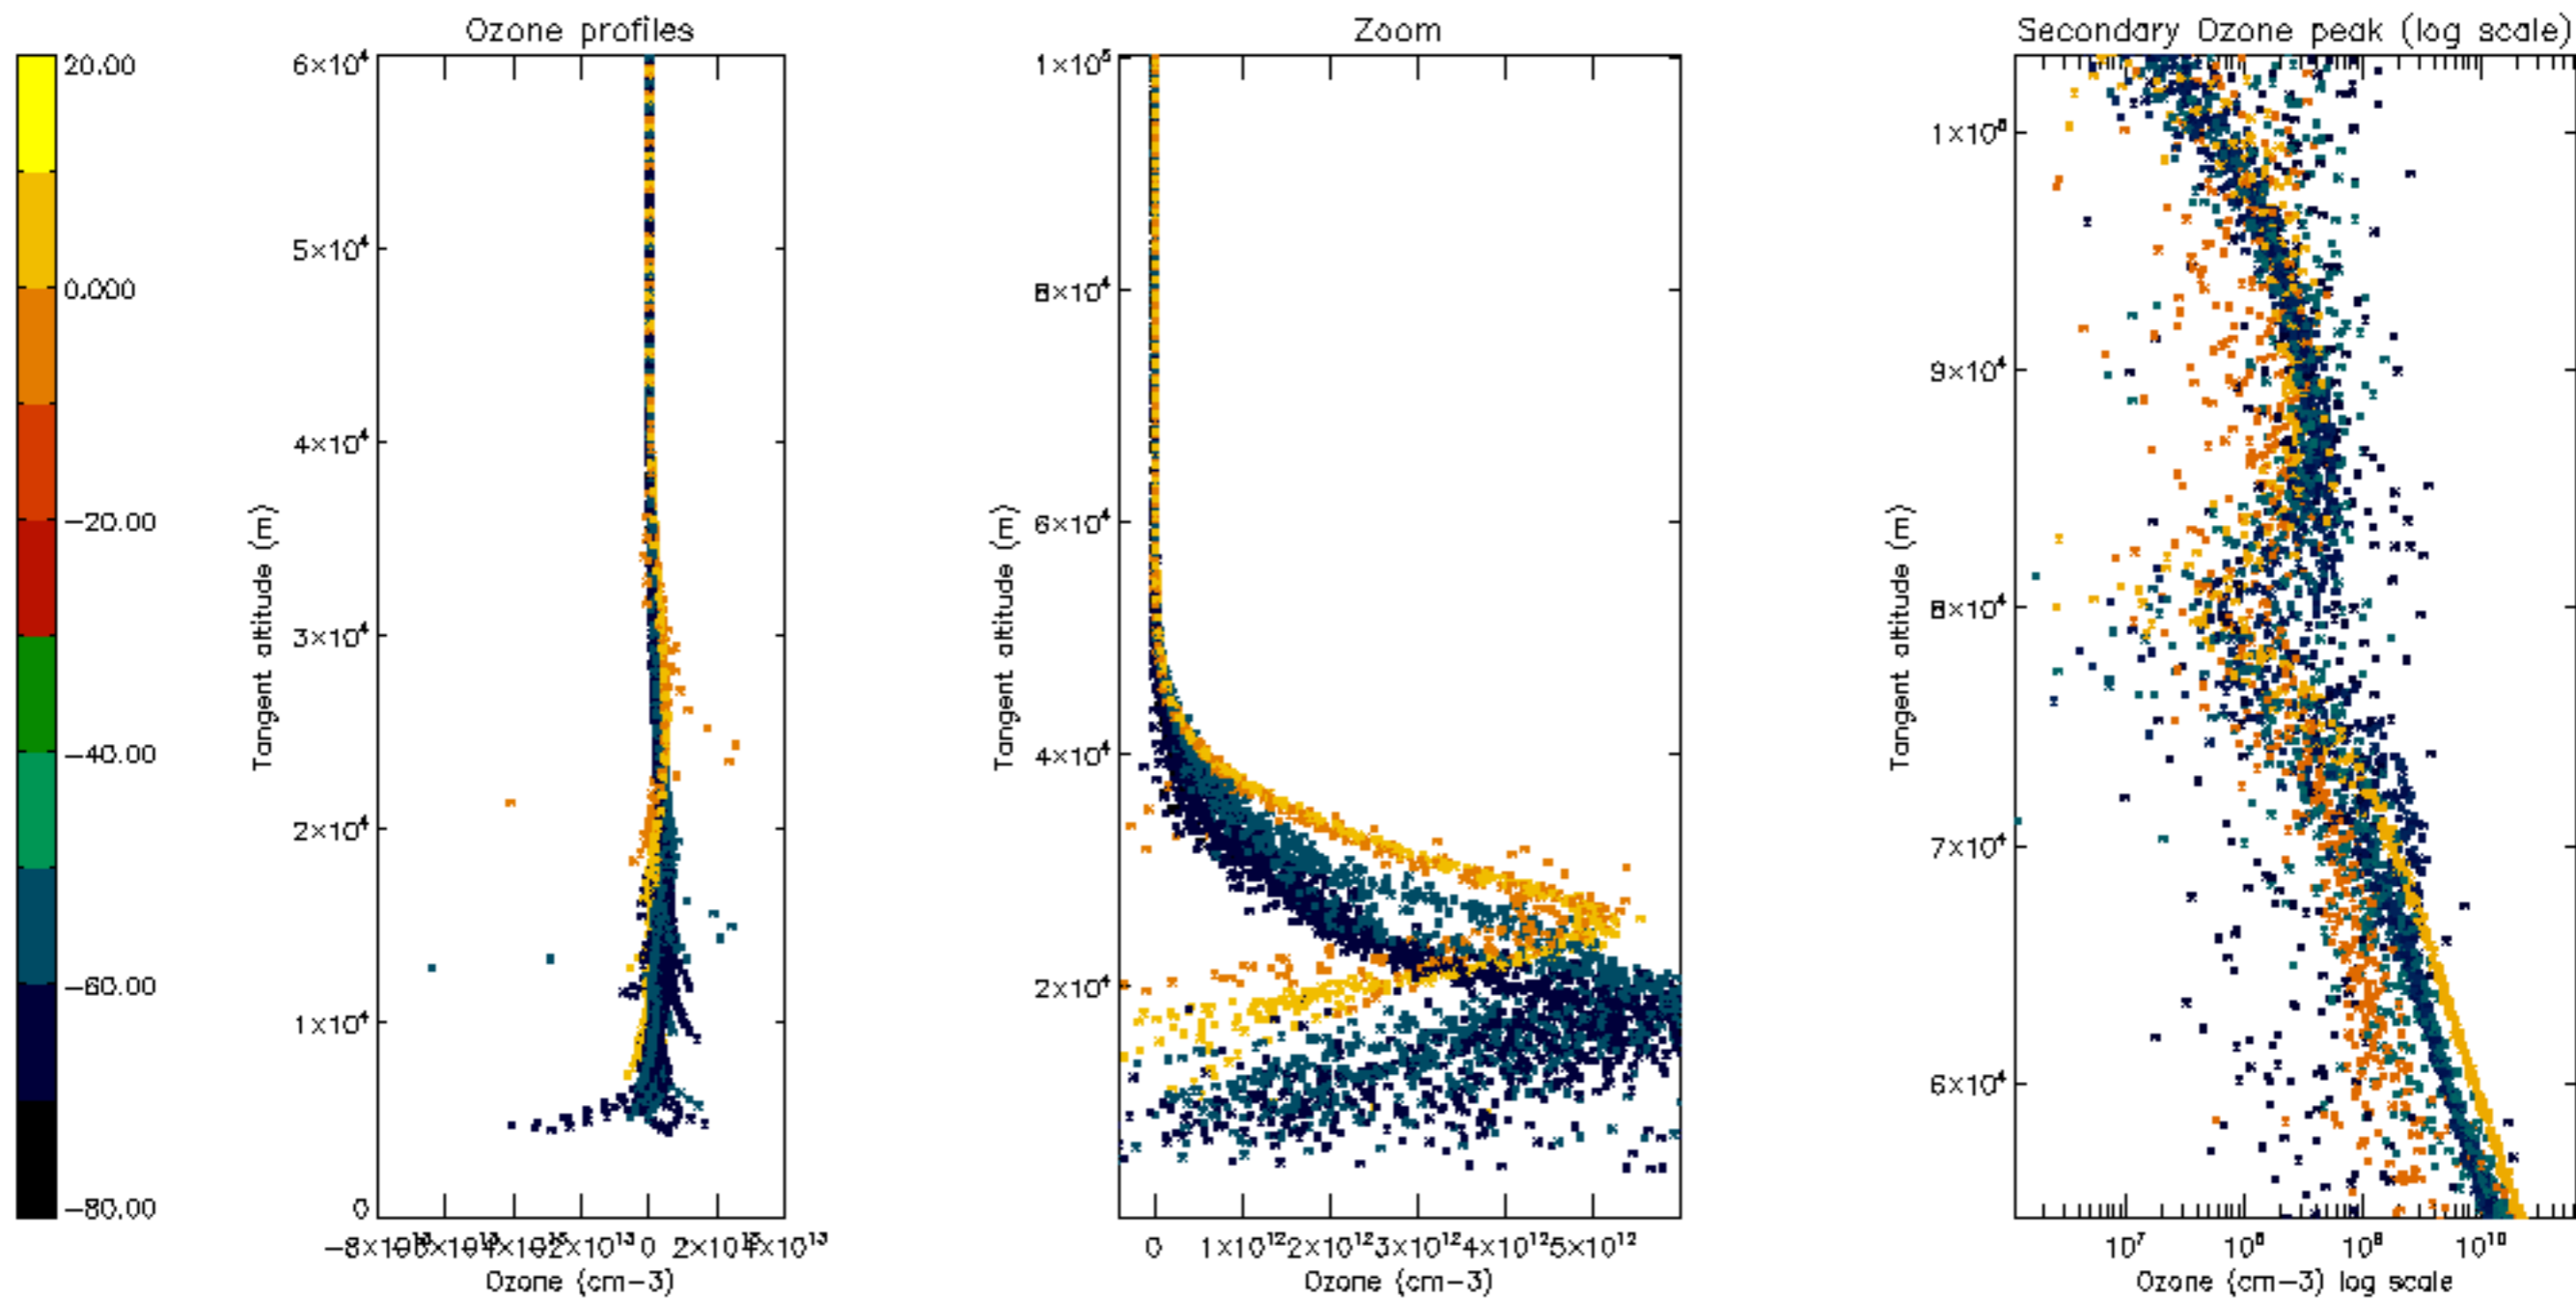 Ozone profiles
Zoom
Secondary Ozone peak (log scale)
20.00
0.000
−20.00
−40.00
−60.00
−80.00
6×10⁴
5×10⁴
4×10⁴
3×10⁴
2×10⁴
1×10⁴
0
Tangent altitude (m)
0
Ozone (cm−3)
1×10⁵
8×10⁴
6×10⁴
4×10⁴
2×10⁴
Tangent altitude (m)
0 1×10¹² 2×10¹² 3×10¹² 4×10¹² 5×10¹²
Ozone (cm−3)
9×10⁴
8×10⁴
7×10⁴
6×10⁴
Tangent altitude (m)
10⁷ 10⁸ 10⁹ 10¹⁰
Ozone (cm−3) log scale